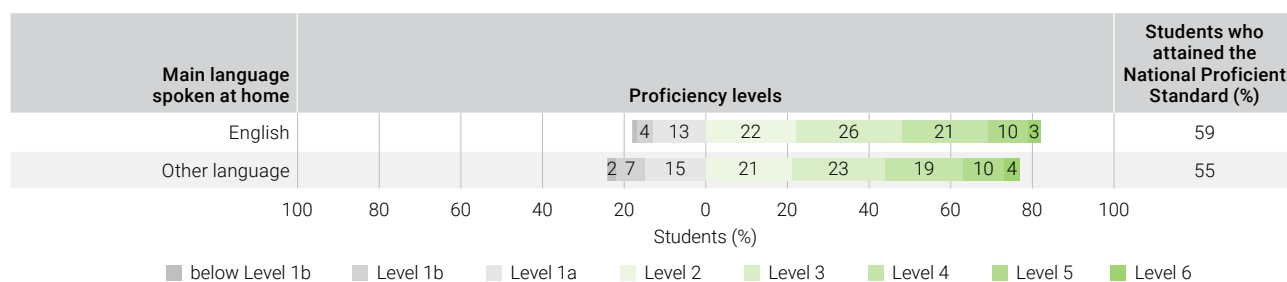 Main language
spoken at home
Proficiency levels
Students who
attained the
National Proficient
Standard (%)
English 4 13 22 26 21 10 3 59
Other language 2 7 15 21 23 19 10 4 55
100 80 60 40 20 0 20 40 60 80 100
Students (%)
below Level 1b Level 1b Level 1a Level 2 Level 3 Level 4 Level 5 Level 6